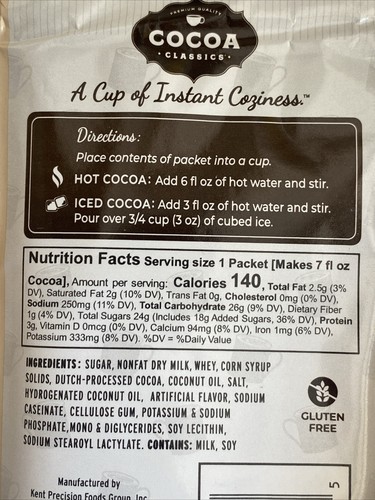 PREMIUM QUALITY
COCOA
• CLASSICS •
A Cup of Instant Coziness.™
Directions:
Place contents of packet into a cup.
HOT COCOA: Add 6 fl oz of hot water and stir.
ICED COCOA: Add 3 fl oz of hot water and stir.
Pour over 3/4 cup (3 oz) of cubed ice.
Nutrition Facts Serving size 1 Packet [Makes 7 fl oz
Cocoa], Amount per serving: Calories 140, Total Fat 2.5g (3%
DV), Saturated Fat 2g (10% DV), Trans Fat 0g, Cholesterol 0mg (0% DV),
Sodium 250mg (11% DV), Total Carbohydrate 26g (9% DV), Dietary Fiber
1g (4% DV), Total Sugars 24g (Includes 18g Added Sugars, 36% DV), Protein
3g, Vitamin D 0mcg (0% DV), Calcium 94mg (8% DV), Iron 1mg (6% DV),
Potassium 333mg (8% DV). %DV = %Daily Value
INGREDIENTS: SUGAR, NONFAT DRY MILK, WHEY, CORN SYRUP
SOLIDS, DUTCH-PROCESSED COCOA, COCONUT OIL, SALT,
HYDROGENATED COCONUT OIL, ARTIFICIAL FLAVOR, SODIUM
CASEINATE, CELLULOSE GUM, POTASSIUM & SODIUM
PHOSPHATE, MONO & DIGLYCERIDES, SOY LECITHIN,
SODIUM STEAROYL LACTYLATE. CONTAINS: MILK, SOY
GLUTEN
FREE
Manufactured by
Kent Precision Foods Group, Inc
5